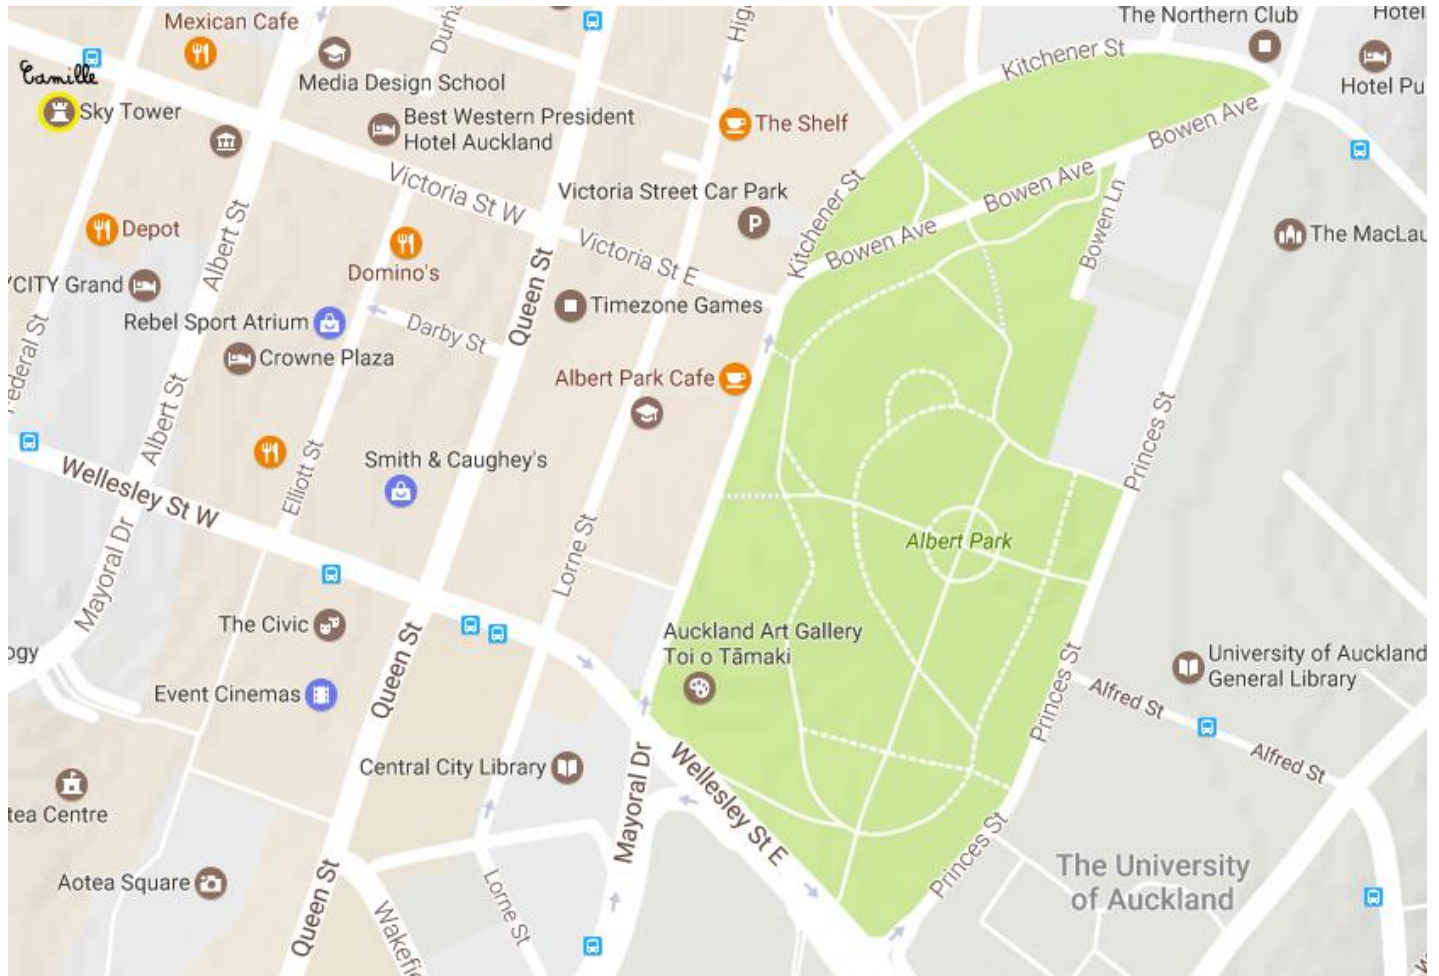 Mexican Cafe
The Northern Club
Hotel
Camille
Sky Tower
Media Design School
Kitchener St
Hotel Pu
Best Western President
Hotel Auckland
The Shelf
Bowen Ave
Victoria St W
Victoria Street Car Park
Kitchener St
Bowen Ave
Bowen Ave
Bowen Ln
The MacLau
Depot
Albert St
Domino's
Victoria St E
YCITY Grand
Queen St
Timezone Games
Rebel Sport Atrium
Darby St
Crowne Plaza
Federal St
Albert St
Albert Park Cafe
Princes St
Smith & Caughey's
Elliott St
Wellesley St W
Lorne St
Albert Park
Mayoral Dr
The Civic
Auckland Art Gallery
Toi o Tāmaki
ogy
Event Cinemas
Queen St
Princes St
University of Auckland
General Library
Alfred St
Alfred St
Central City Library
Mayoral Dr
Wellesley St E
tea Centre
Aotea Square
Queen St
Lorne St
Princes St
The University
of Auckland
Wakefi
P